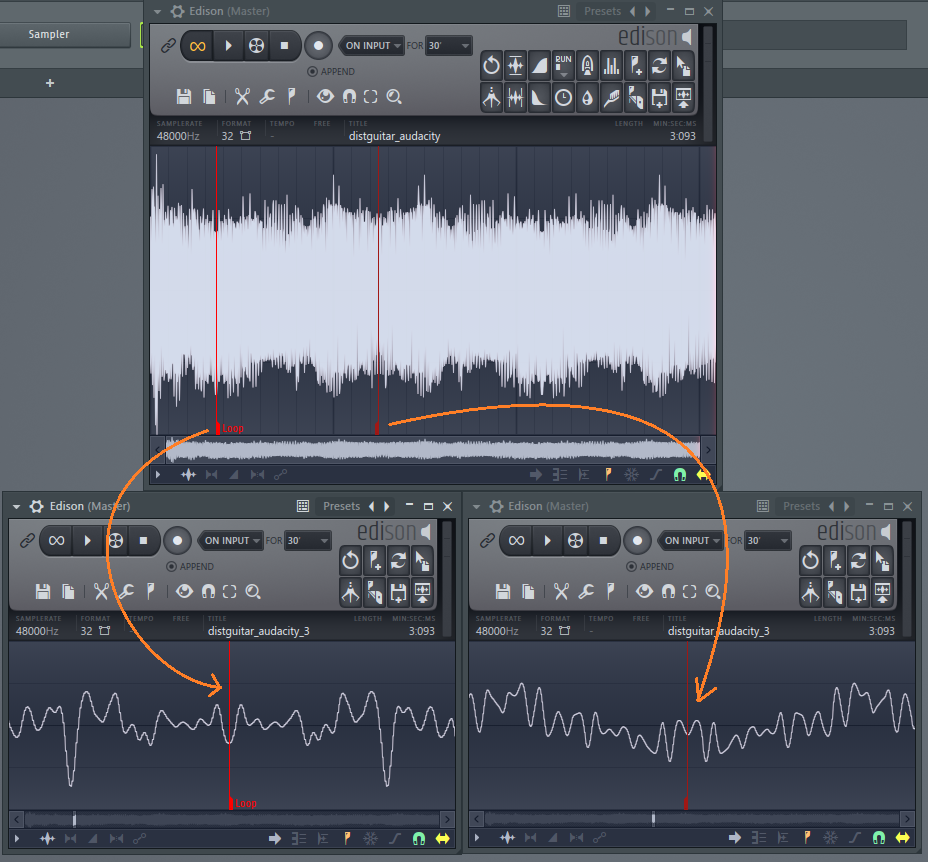 Edison (Master) Presets
Sampler
edison
ON INPUT FOR 30'
RUN
APPEND
SAMPLERATE FORMAT TEMPO FREE TITLE LENGTH MIN:SEC:MS
48000Hz 32 - distguitar_audacity 3:093
Loop
Edison (Master) Presets
edison
ON INPUT FOR 30'
APPEND
SAMPLERATE FORMAT TEMPO FREE TITLE LENGTH MIN:SEC:MS
48000Hz 32 - distguitar_audacity_3 3:093
Loop
Edison (Master) Presets
edison
ON INPUT FOR 30'
APPEND
SAMPLERATE FORMAT TEMPO FREE TITLE LENGTH MIN:SEC:MS
48000Hz 32 - distguitar_audacity_3 3:093